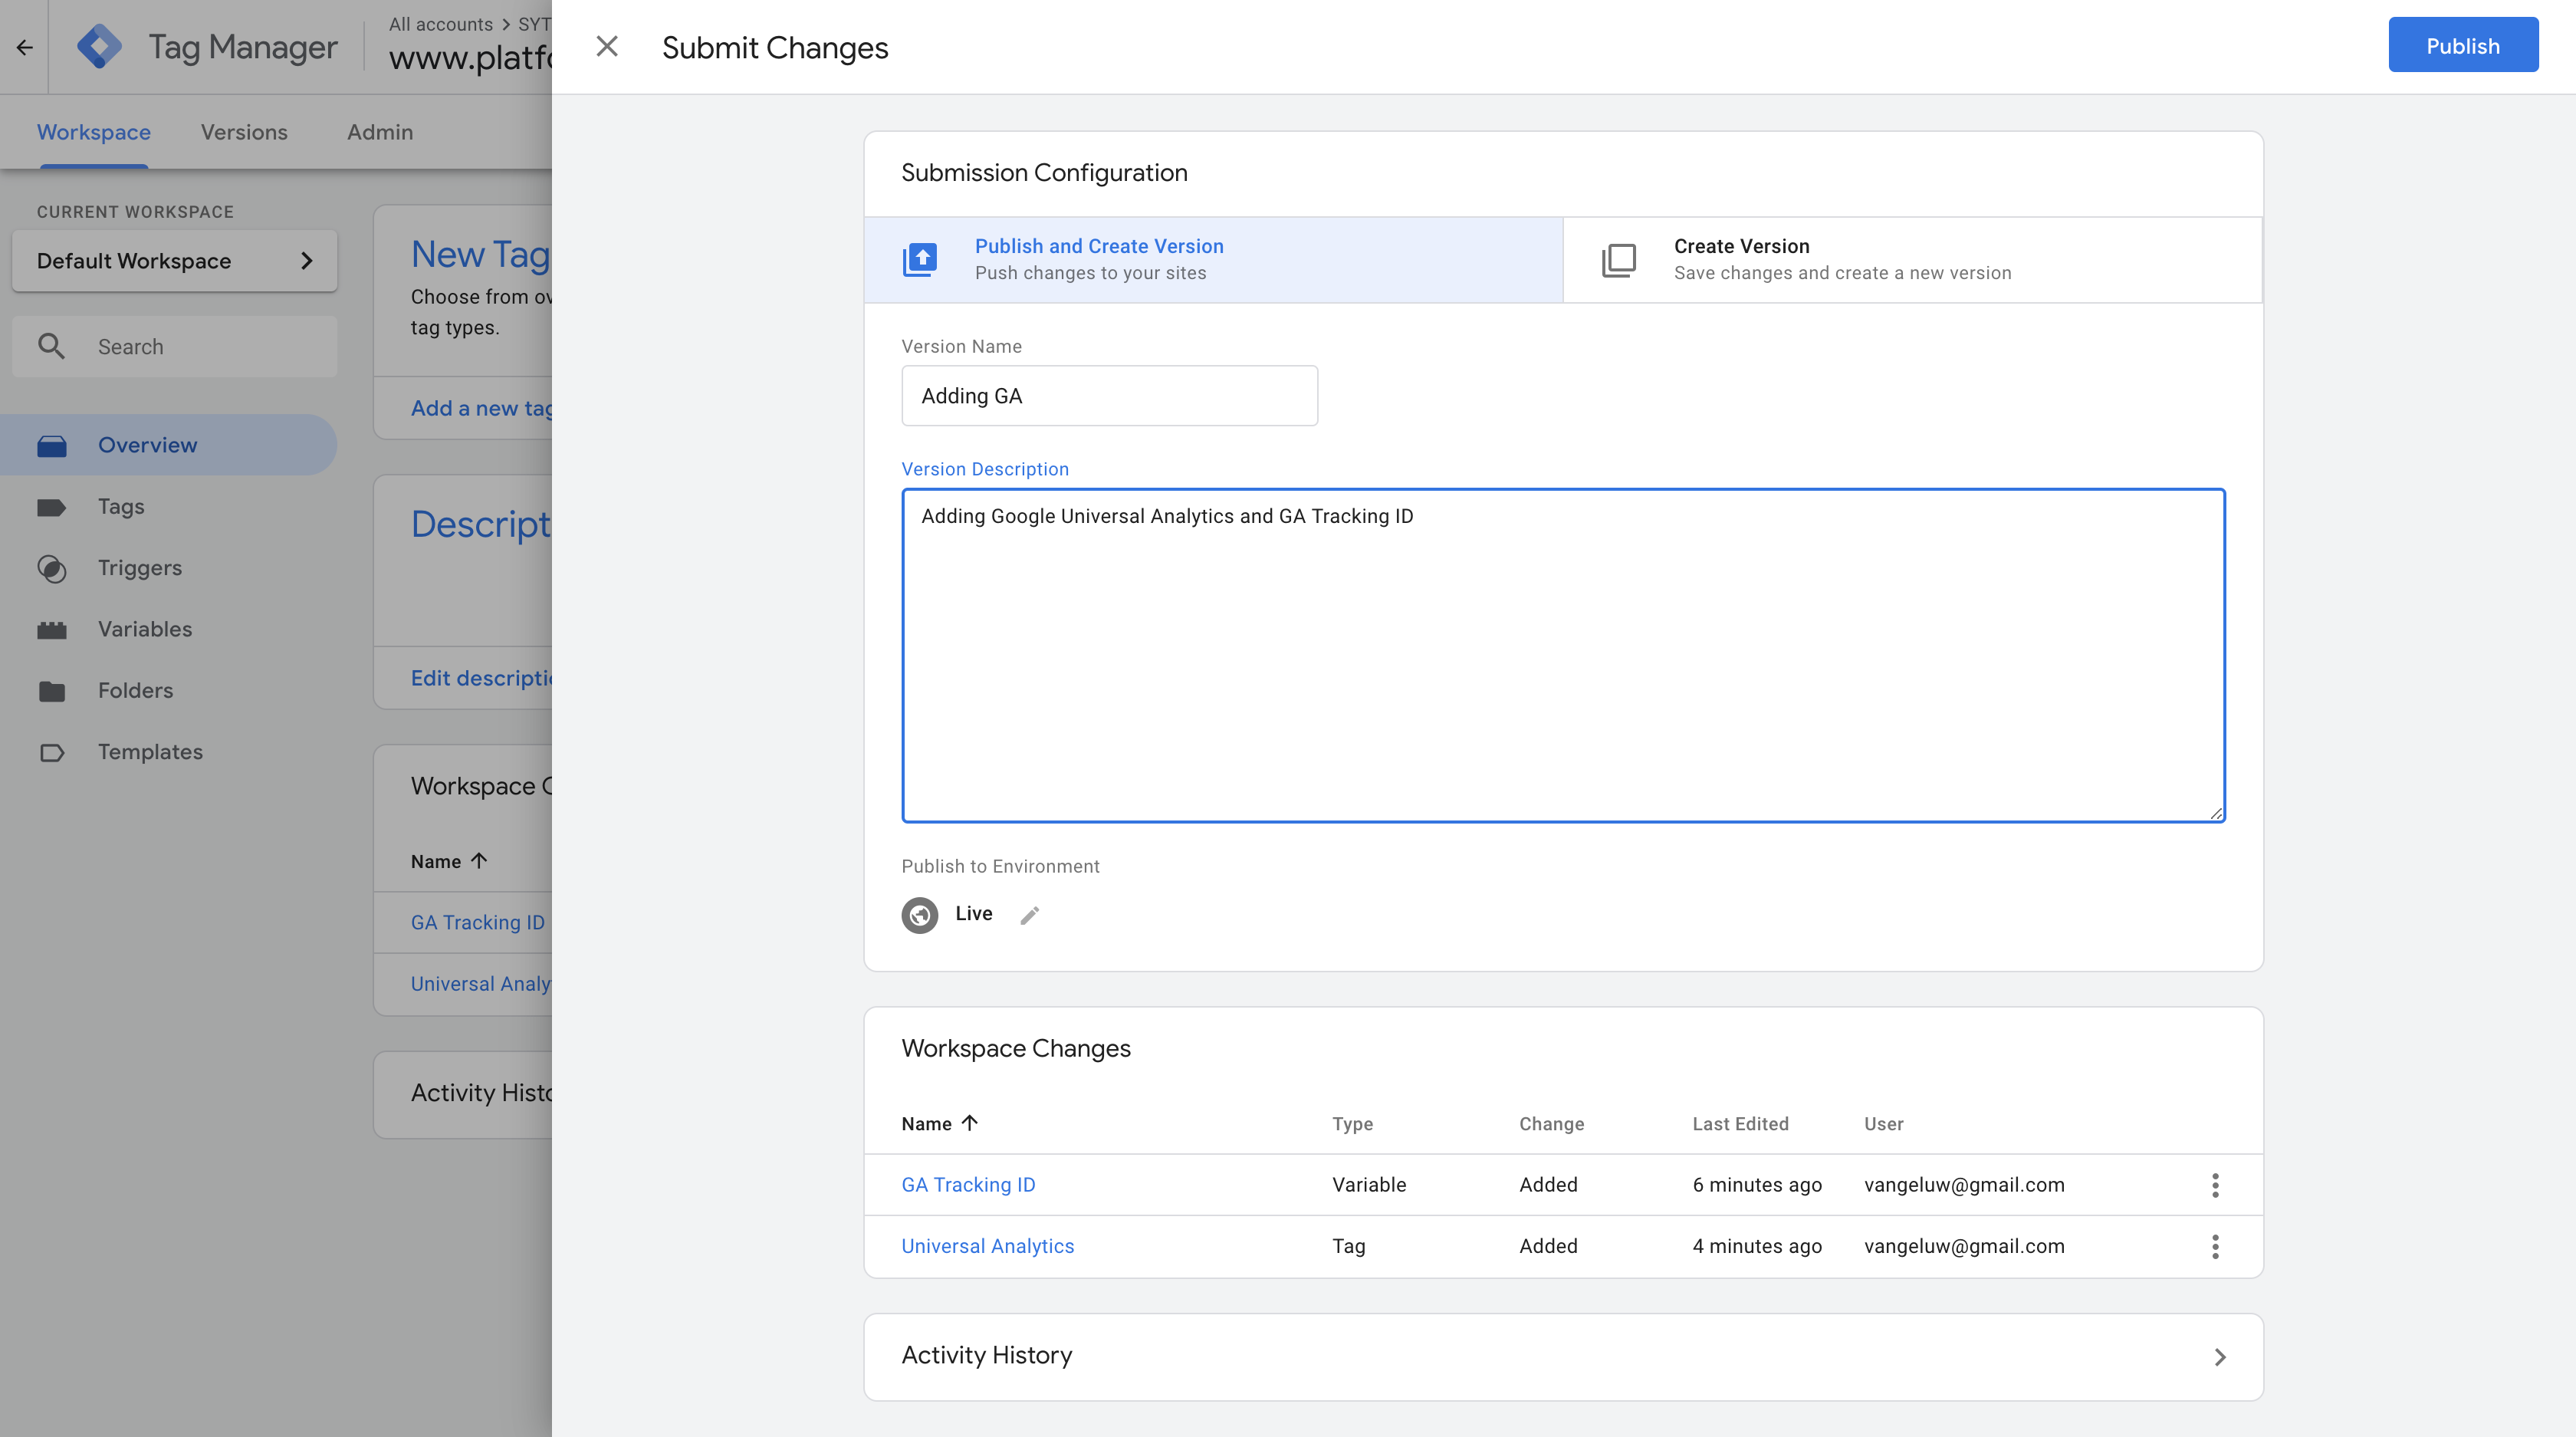 Tag Manager
All accounts > SYT
www.platfo
Submit Changes
Publish
Workspace
Versions
Admin
CURRENT WORKSPACE
Default Workspace
Search
Overview
Tags
Triggers
Variables
Folders
Templates
New Tag
Choose from ov
tag types.
Add a new tag
Descript
Edit descriptio
Workspace C
Name
GA Tracking ID
Universal Analy
Activity Histo
Submission Configuration
Publish and Create Version
Push changes to your sites
Create Version
Save changes and create a new version
Version Name
Adding GA
Version Description
Adding Google Universal Analytics and GA Tracking ID
Publish to Environment
Live
Workspace Changes
Name Type Change Last Edited User
GA Tracking ID Variable Added 6 minutes ago vangeluw@gmail.com
Universal Analytics Tag Added 4 minutes ago vangeluw@gmail.com
Activity History